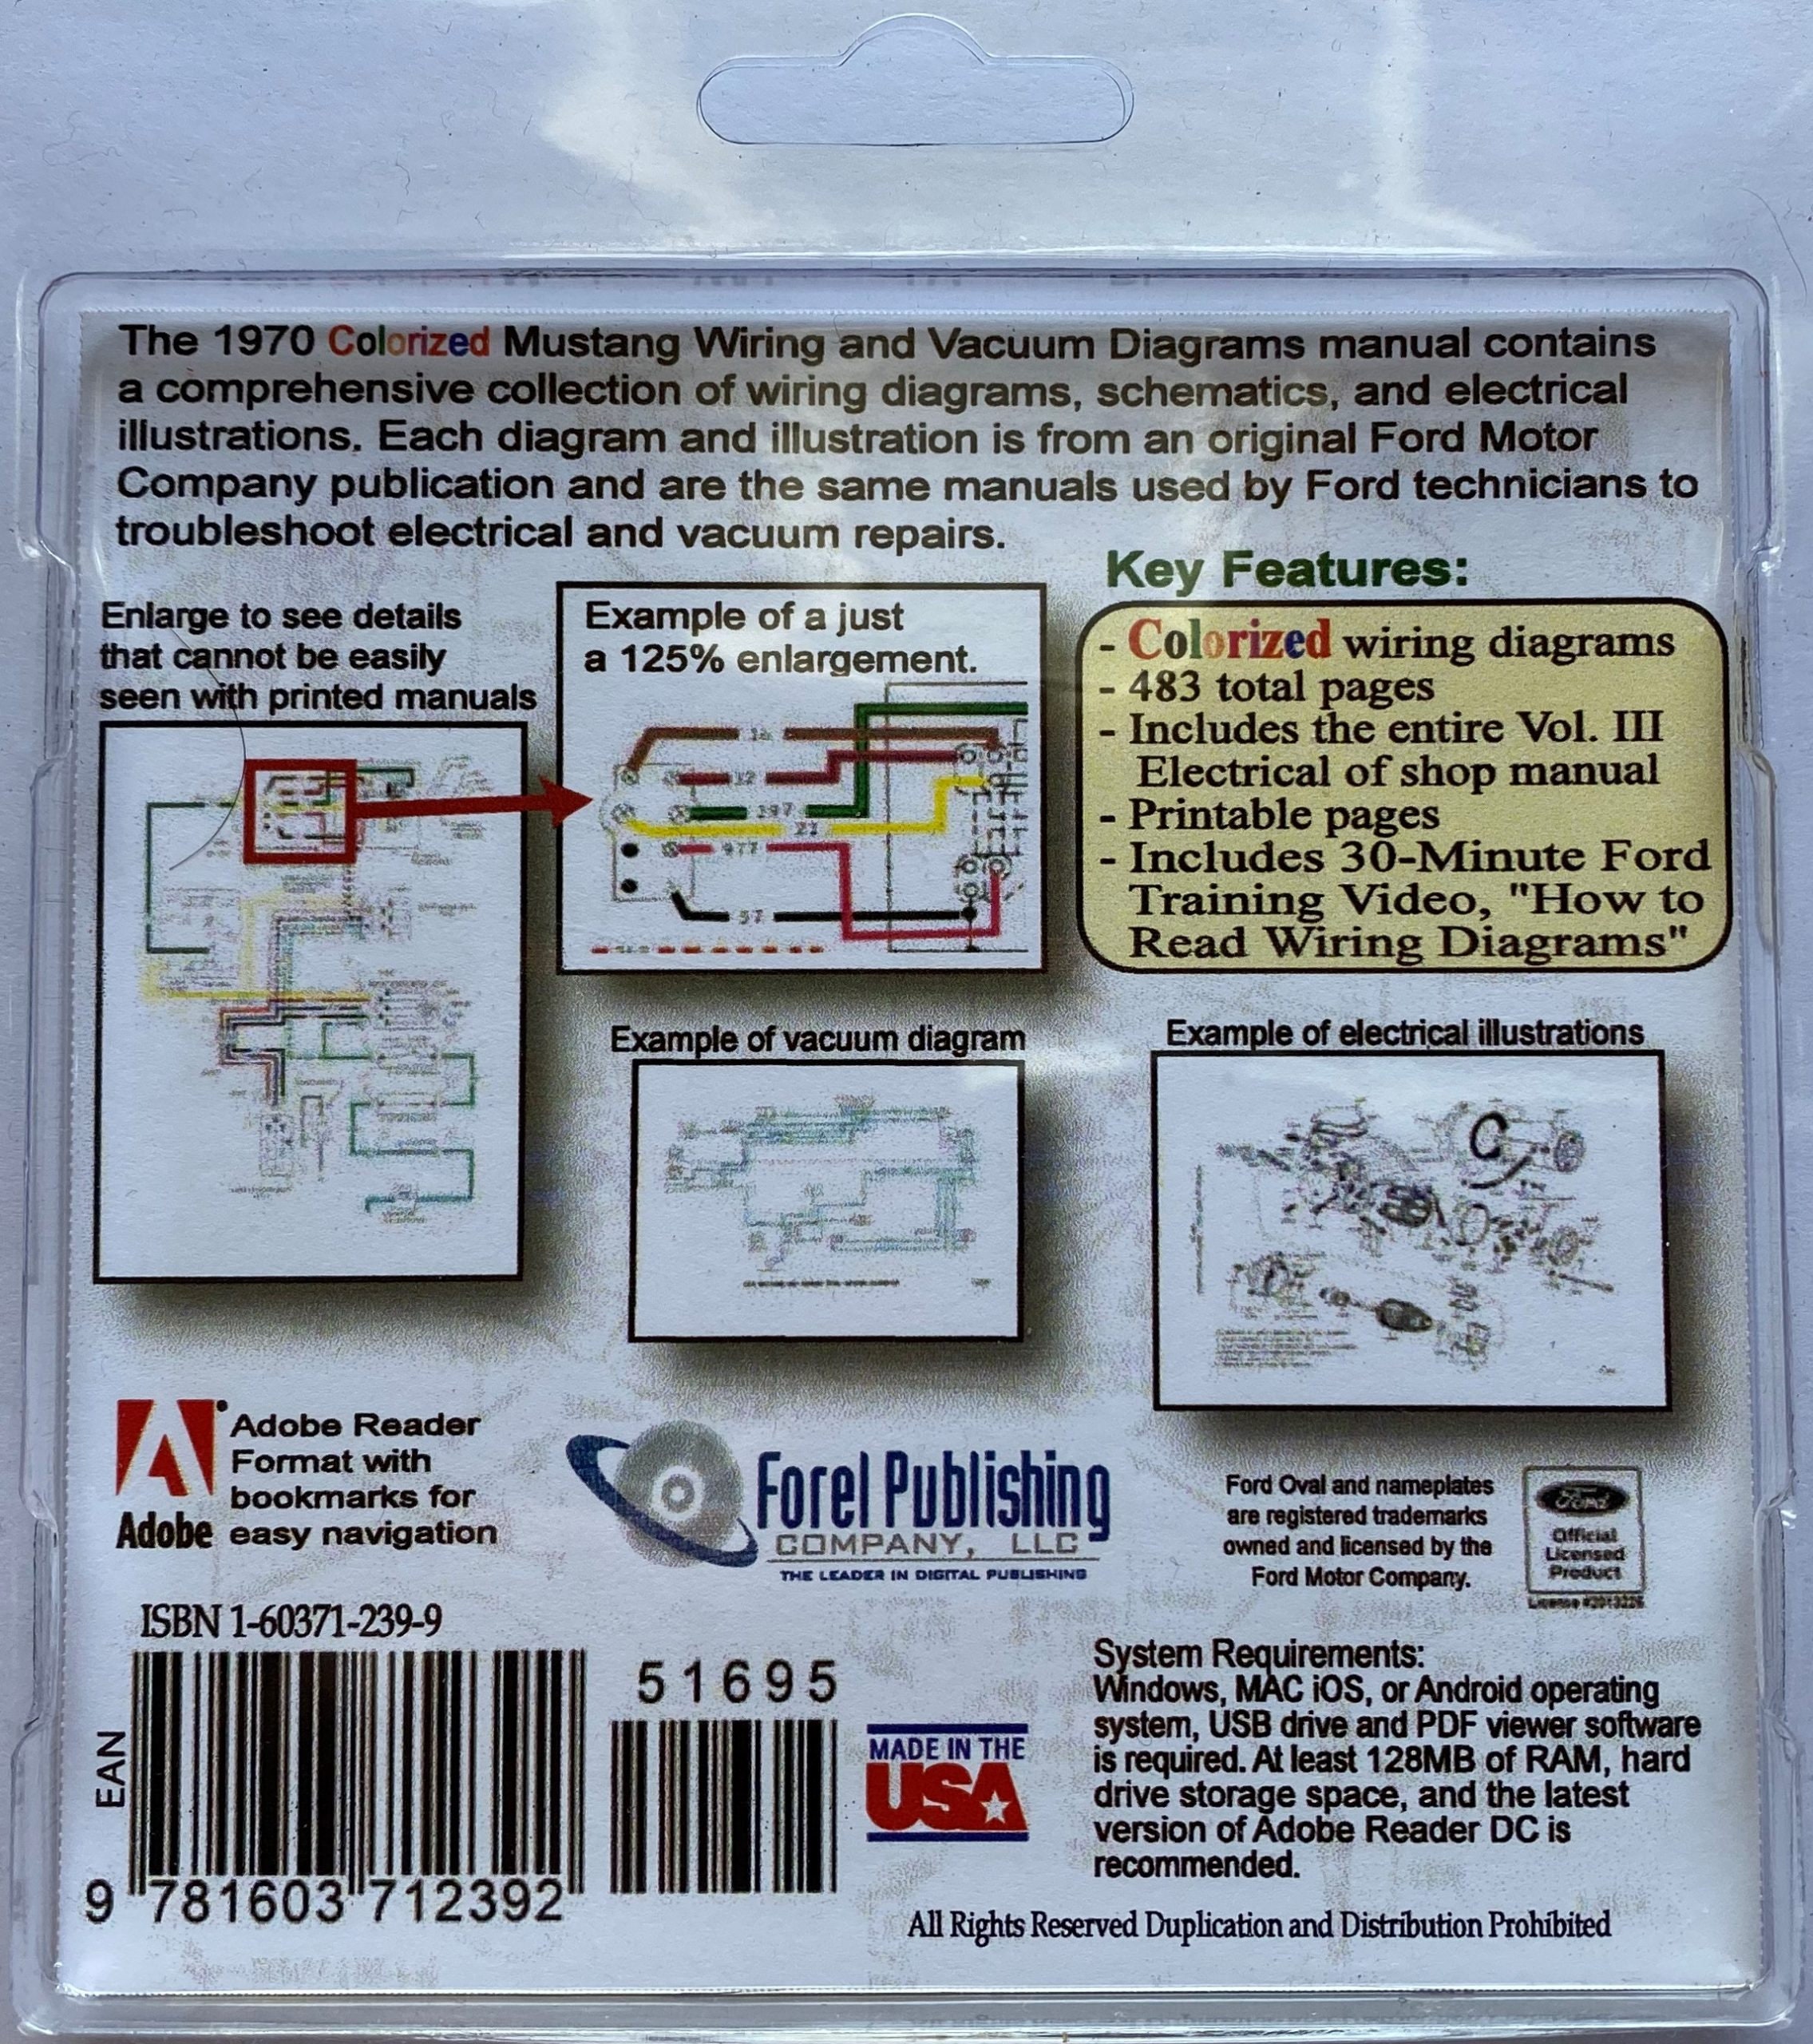 The 1970 Colorized Mustang Wiring and Vacuum Diagrams manual contains
a comprehensive collection of wiring diagrams, schematics, and electrical
illustrations. Each diagram and illustration is from an original Ford Motor
Company publication and are the same manuals used by Ford technicians to
troubleshoot electrical and vacuum repairs.
Enlarge to see details
that cannot be easily
seen with printed manuals
Example of a just
a 125% enlargement.
16
32
297
21
977
57
Key Features:
- Colorized wiring diagrams
- 483 total pages
- Includes the entire Vol. III
Electrical of shop manual
- Printable pages
- Includes 30-Minute Ford
Training Video, "How to
Read Wiring Diagrams"
Example of vacuum diagram
Example of electrical illustrations
Adobe
Adobe Reader
Format with
bookmarks for
easy navigation
Forel Publishing
COMPANY, LLC
THE LEADER IN DIGITAL PUBLISHING
Ford Oval and nameplates
are registered trademarks
owned and licensed by the
Ford Motor Company.
Ford
Official
Licensed
Product
ISBN 1-60371-239-9
EAN
9 781603 712392
51695
MADE IN THE
USA
System Requirements:
Windows, MAC iOS, or Android operating
system, USB drive and PDF viewer software
is required. At least 128MB of RAM, hard
drive storage space, and the latest
version of Adobe Reader DC is
recommended.
All Rights Reserved Duplication and Distribution Prohibited